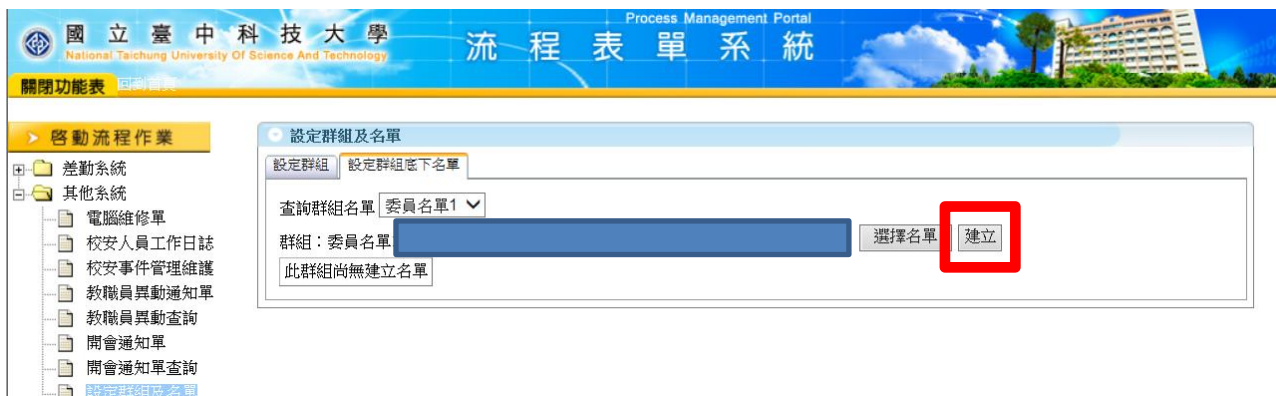 Process Management Portal
國立臺中科技大學
National Taichung University Of Science And Technology
流程表單系統
關閉功能表 回到首頁
啓動流程作業
設定群組及名單
差勤系統
設定群組 設定群組底下名單
其他系統
查詢群組名單 委員名單1
電腦維修單
群組：委員名單 選擇名單 建立
校安人員工作日誌
此群組尚無建立名單
校安事件管理維護
教職員異動通知單
教職員異動查詢
開會通知單
開會通知單查詢
設定群組及名單